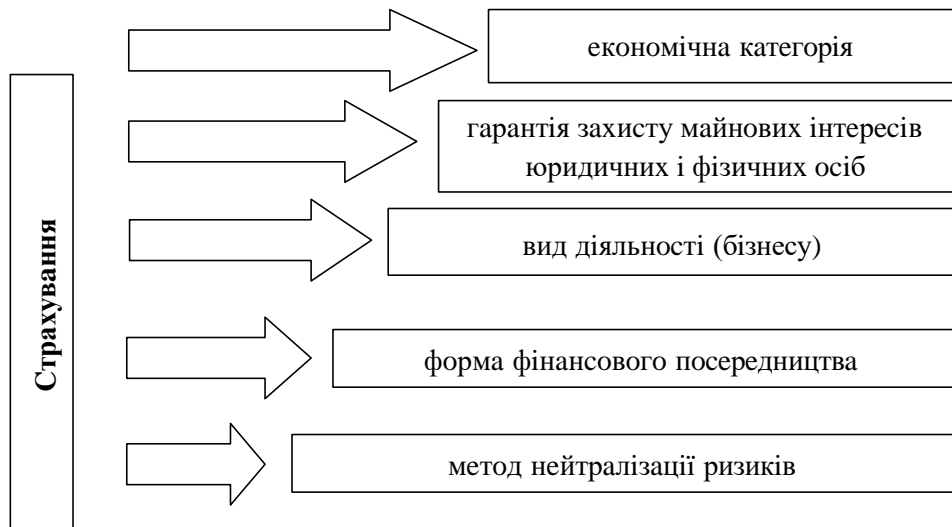 Страхування
економічна категорія
гарантія захисту майнових інтересів
юридичних і фізичних осіб
вид діяльності (бізнесу)
форма фінансового посередництва
метод нейтралізації ризиків